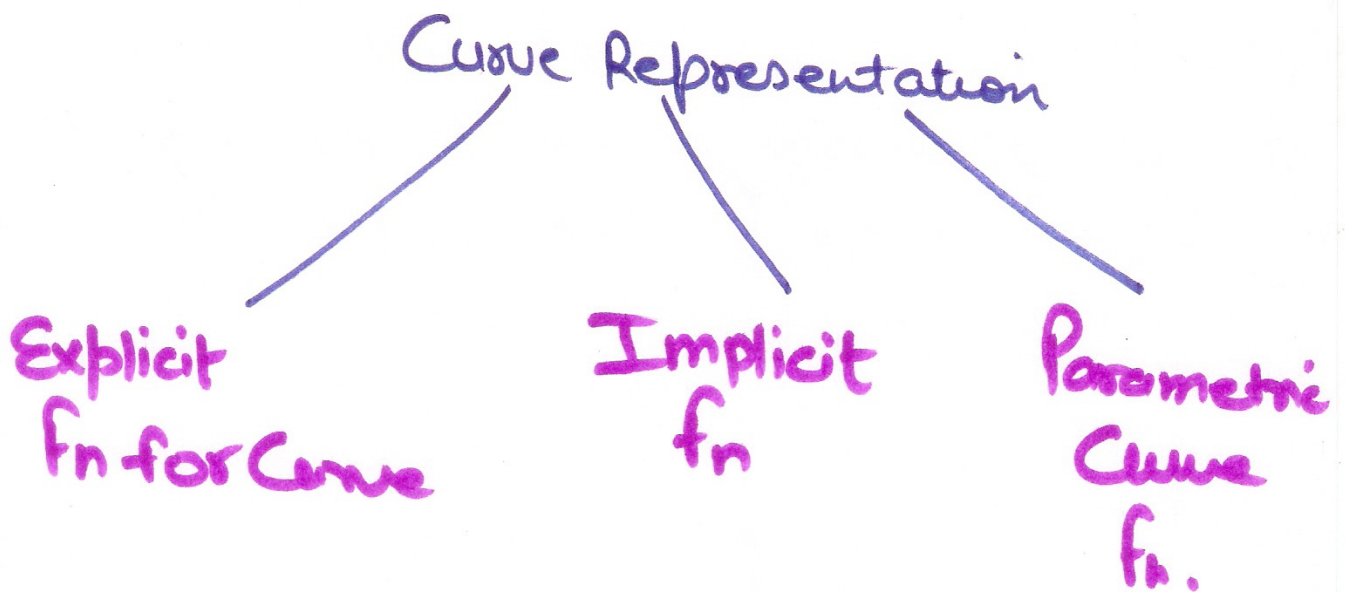 Curve Representation
Explicit
fn for Curve
Implicit
fn
Parametric
Curve
fn.